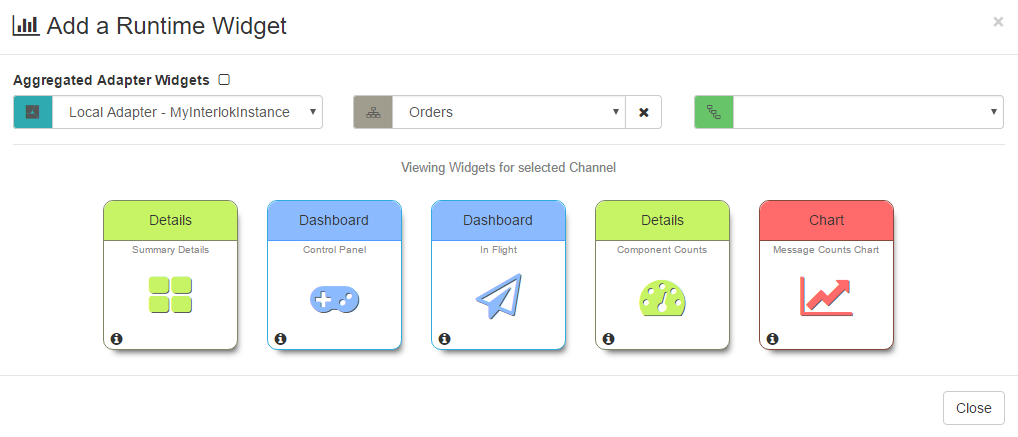 Add a Runtime Widget
×
Aggregated Adapter Widgets
Local Adapter - MyInterlokInstance
Orders
Viewing Widgets for selected Channel
Details
Summary Details
Dashboard
Control Panel
Dashboard
In Flight
Details
Component Counts
Chart
Message Counts Chart
Close